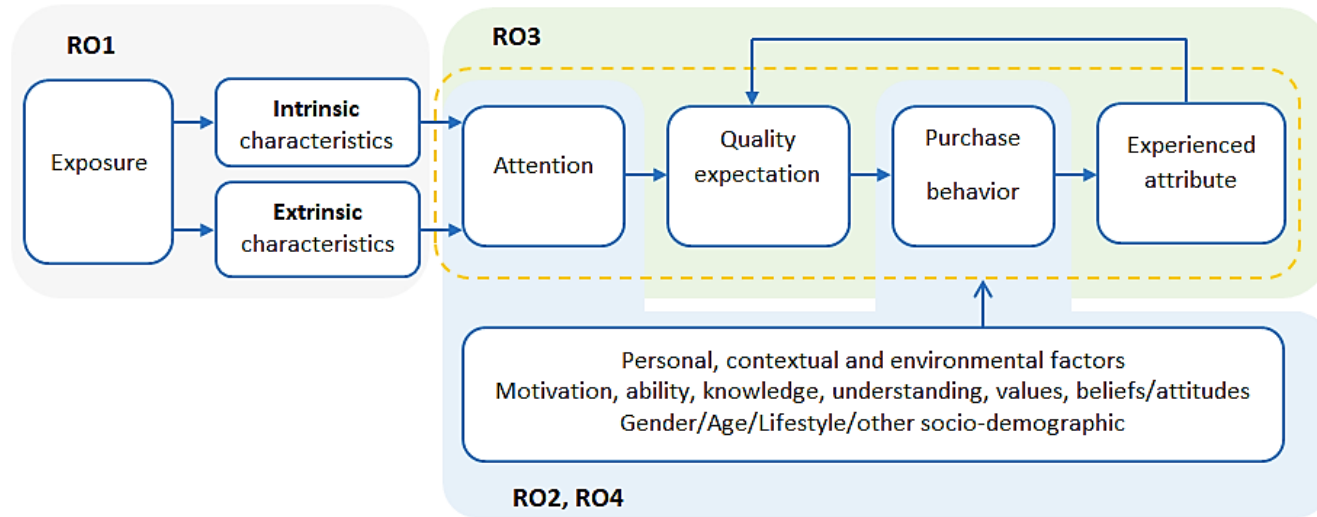 RO1
RO3
Exposure
Intrinsic
characteristics
Extrinsic
characteristics
Attention
Quality
expectation
Purchase
behavior
Experienced
attribute
Personal, contextual and environmental factors
Motivation, ability, knowledge, understanding, values, beliefs/attitudes
Gender/Age/Lifestyle/other socio-demographic
RO2, RO4